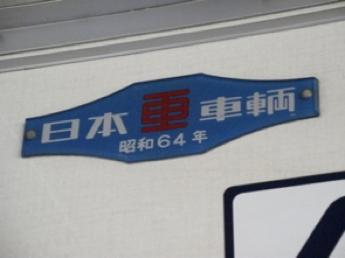 日本 車 車輌
昭和64年